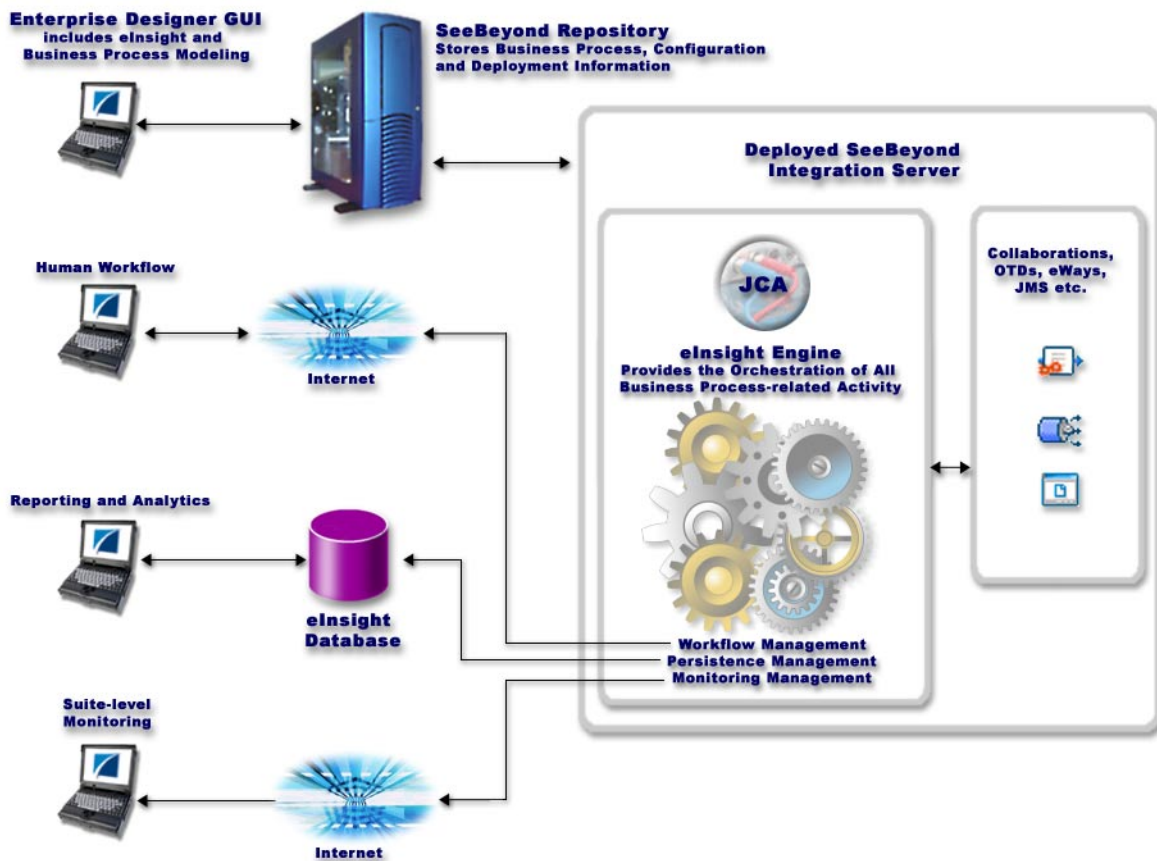 Enterprise Designer GUI
includes eInsight and
Business Process Modeling
SeeBeyond Repository
Stores Business Process, Configuration
and Deployment Information
Deployed SeeBeyond
Integration Server
Human Workflow
Internet
JCA
eInsight Engine
Provides the Orchestration of All
Business Process-related Activity
Collaborations,
OTDs, eWays,
JMS etc.
Reporting and Analytics
eInsight
Database
Workflow Management
Persistence Management
Monitoring Management
Suite-level
Monitoring
Internet